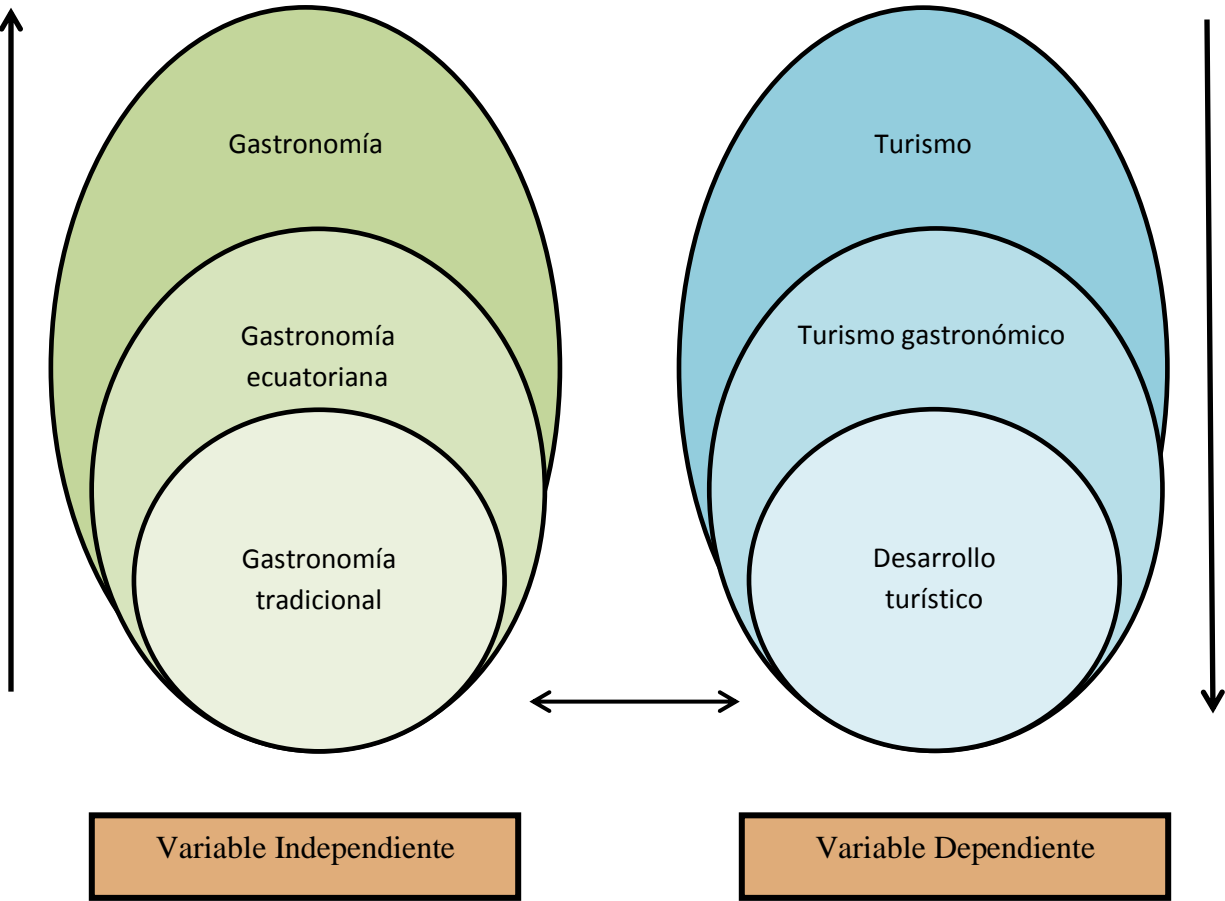 Gastronomía
Gastronomía
ecuatoriana
Gastronomía
tradicional
Turismo
Turismo gastronómico
Desarrollo
turístico
Variable Independiente
Variable Dependiente